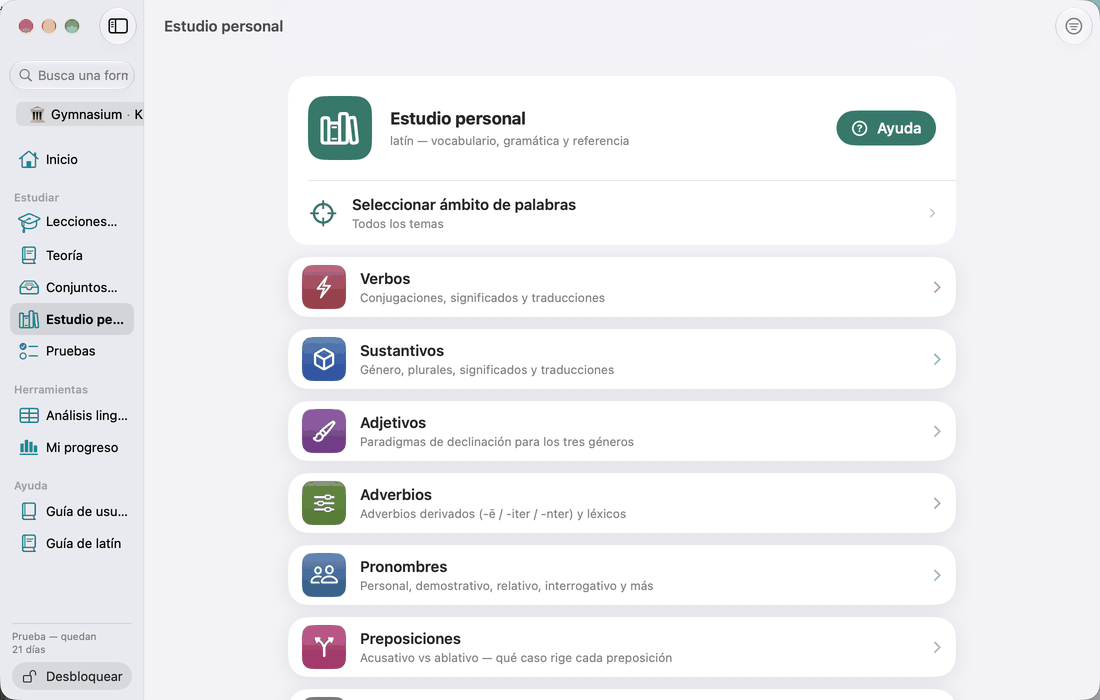 Estudio personal
Busca una forn
Gymnasium · K
Inicio
Estudiar
Lecciones...
Teoría
Conjuntos...
Estudio pe...
Pruebas
Herramientas
Análisis ling...
Mi progreso
Ayuda
Guía de usu...
Guía de latín
Prueba — quedan
21 días
Desbloquear
Estudio personal
latín — vocabulario, gramática y referencia
Ayuda
Seleccionar ámbito de palabras
Todos los temas
Verbos
Conjugaciones, significados y traducciones
Sustantivos
Género, plurales, significados y traducciones
Adjetivos
Paradigmas de declinación para los tres géneros
Adverbios
Adverbios derivados (-ē / -iter / -nter) y léxicos
Pronombres
Personal, demostrativo, relativo, interrogativo y más
Preposiciones
Acusativo vs ablativo — qué caso rige cada preposición